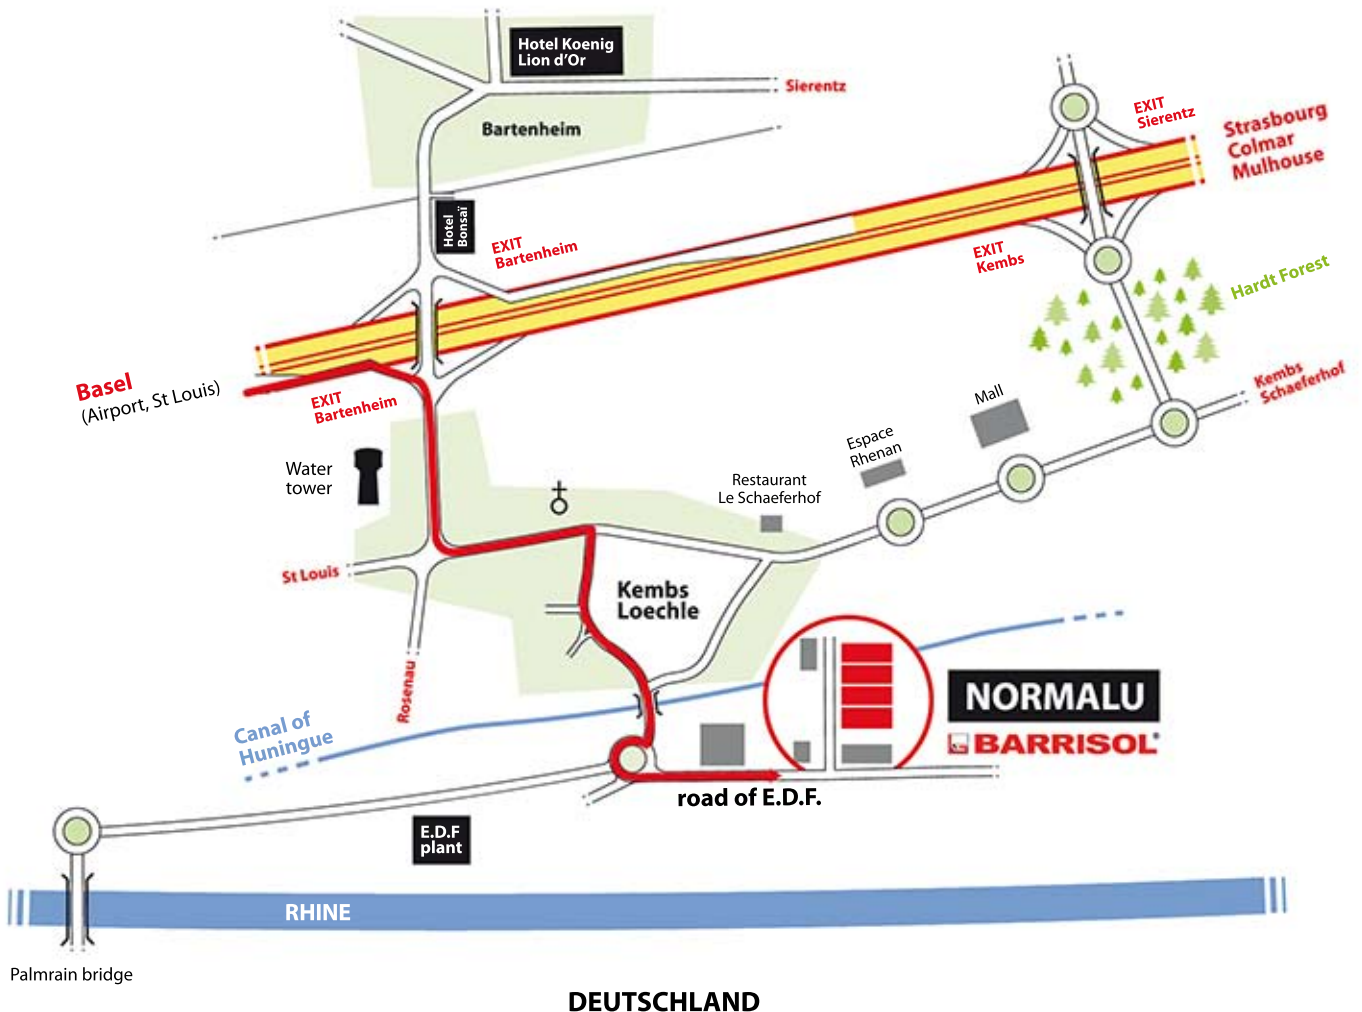 Hotel Koenig
Lion d'Or
Sierentz
Bartenheim
EXIT
Sierentz
Strasbourg
Colmar
Mulhouse
Hotel
Bonsaï
EXIT
Bartenheim
EXIT
Kembs
Hardt Forest
Basel
(Airport, St Louis)
EXIT
Bartenheim
Kembs
Schaeferhof
Mall
Espace
Rhenan
Water
tower
Restaurant
Le Schaeferhof
St Louis
Kembs
Loechle
Rosenau
Canal of
Huningue
NORMALU
BARRISOL®
road of E.D.F.
E.D.F
plant
RHINE
Palmrain bridge
DEUTSCHLAND